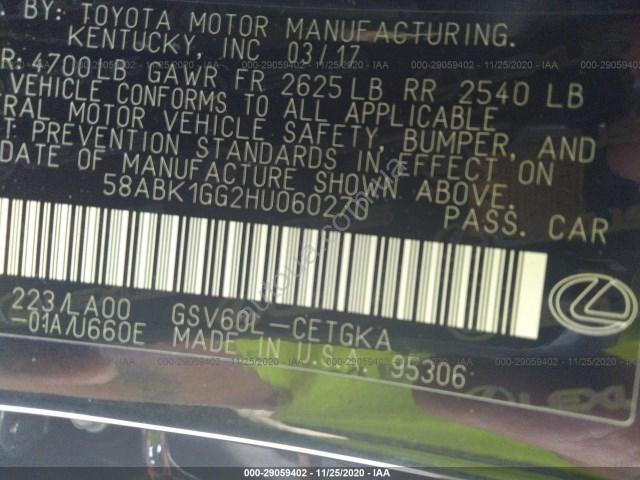 BY: TOYOTA MOTOR MANUFACTURING.
KENTUCKY, INC 03/17
R: 4700LB GAWR FR 2625LB RR 2540 LB
VEHICLE CONFORMS TO ALL APPLICABLE
ERAL MOTOR VEHICLE SAFETY, BUMPER, AND
T PREVENTION STANDARDS IN EFFECT ON
DATE OF MANUFACTURE SHOWN ABOVE.
58ABK1GG2HU060270 PASS. CAR
223/LA00 GSV60L-CETGKA
-01A/U660E MADE IN U.S. 95306
000-29059402 - 11/25/2020 - IAA